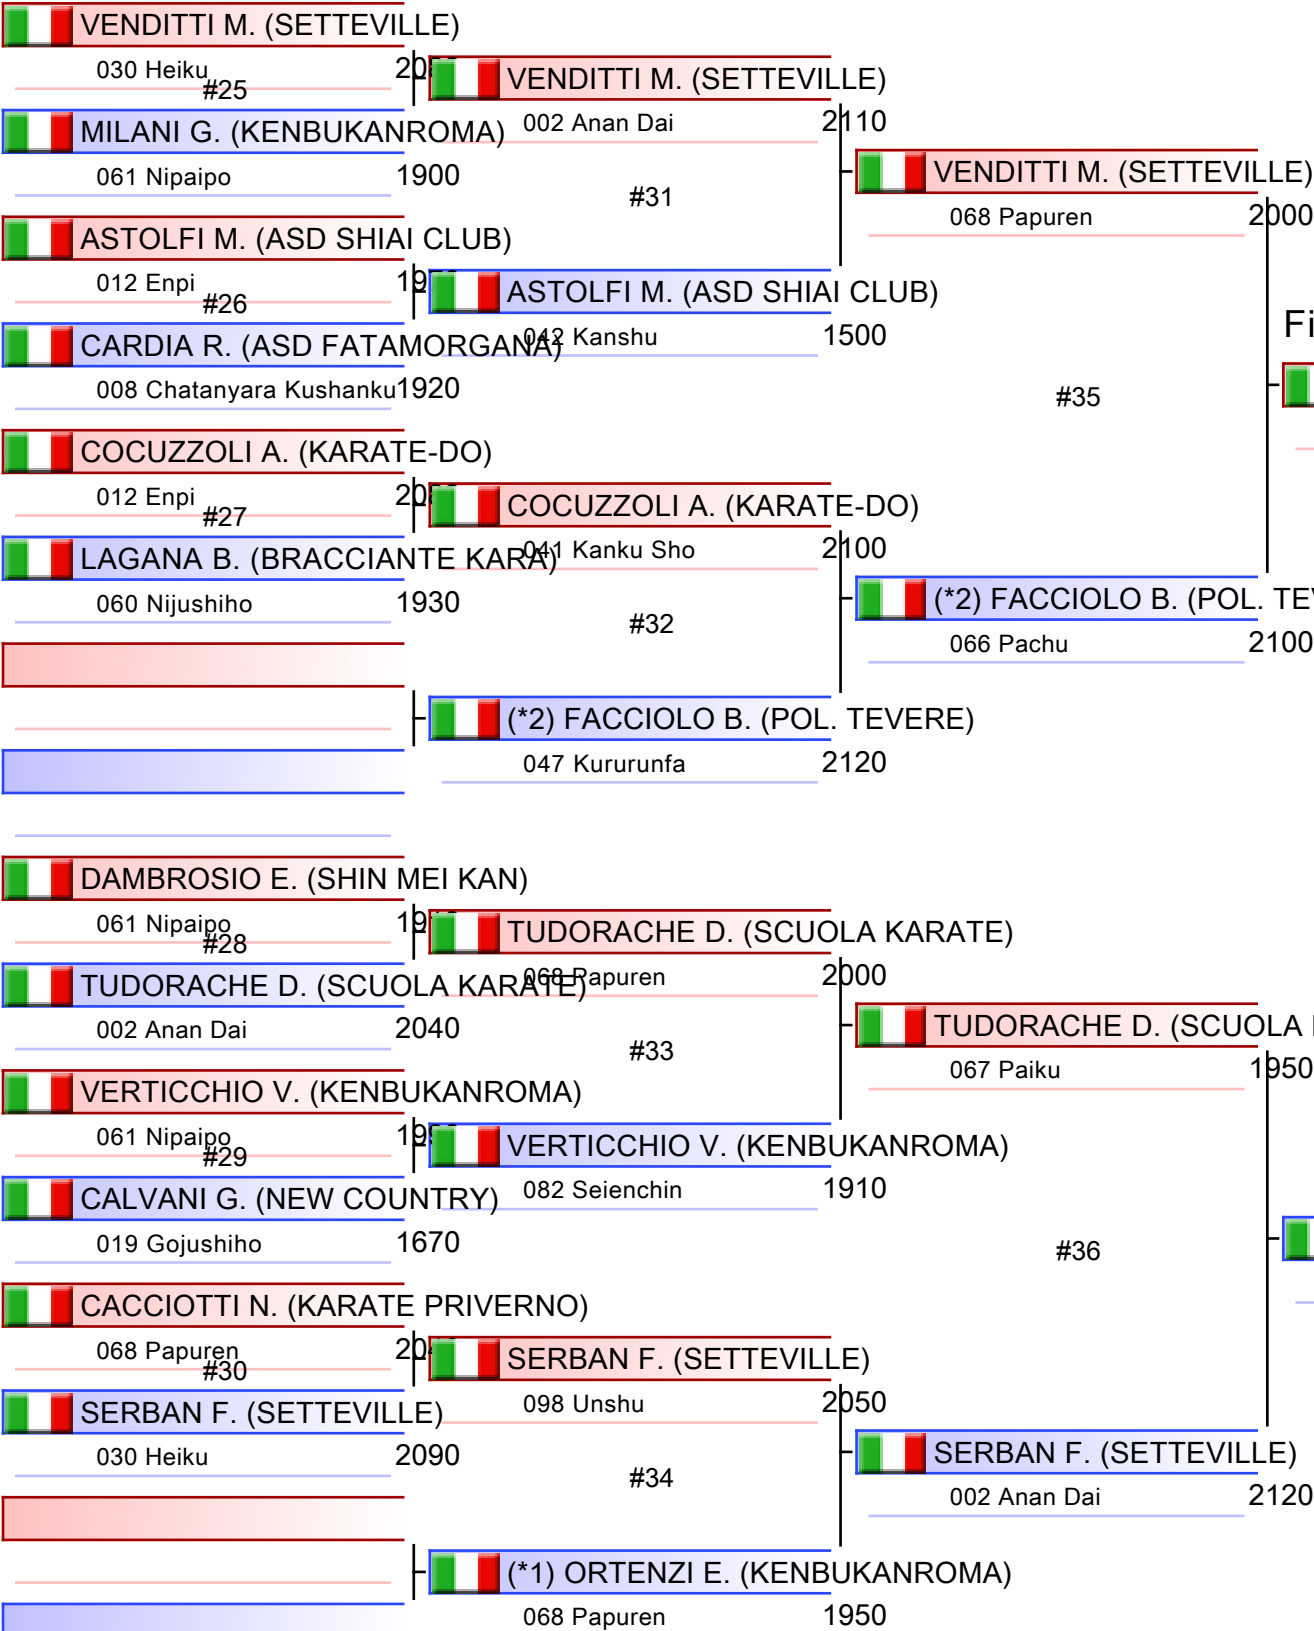 VENDITTI M. (SETTEVILLE)
030 Heiku
#25
MILANI G. (KENBUKANROMA)
061 Nipaipo 1900
ASTOLFI M. (ASD SHIAI CLUB)
012 Enpi
#26
CARDIA R. (ASD FATAMORGANA)
008 Chatanyara Kushanku 1920
COCUZZOLI A. (KARATE-DO)
012 Enpi
#27
LAGANA B. (BRACCIANTE KARA)
060 Nijushiho 1930
DAMBROSIO E. (SHIN MEI KAN)
061 Nipaipo
#28
TUDORACHE D. (SCUOLA KARATE)
002 Anan Dai 2040
VERTICCHIO V. (KENBUKANROMA)
061 Nipaipo
#29
CALVANI G. (NEW COUNTRY)
019 Gojushiho 1670
CACCIOTTI N. (KARATE PRIVERNO)
068 Papuren
#30
SERBAN F. (SETTEVILLE)
030 Heiku 2090
VENDITTI M. (SETTEVILLE)
002 Anan Dai 2110
#31
ASTOLFI M. (ASD SHIAI CLUB)
042 Kanshu 1500
COCUZZOLI A. (KARATE-DO)
041 Kanku Sho 2100
#32
(*2) FACCIOLO B. (POL. TEVERE)
047 Kururunfa 2120
TUDORACHE D. (SCUOLA KARATE)
068 Papuren 2000
#33
VERTICCHIO V. (KENBUKANROMA)
082 Seienchin 1910
SERBAN F. (SETTEVILLE)
098 Unshu 2050
#34
(*1) ORTENZI E. (KENBUKANROMA)
068 Papuren 1950
VENDITTI M. (SETTEVILLE)
068 Papuren 2000
#35
(*2) FACCIOLO B. (POL.
066 Pachu 2100
TUDORACHE D. (SCUOLA
067 Paiku 1950
#36
SERBAN F. (SETTEVILLE)
002 Anan Dai 2120